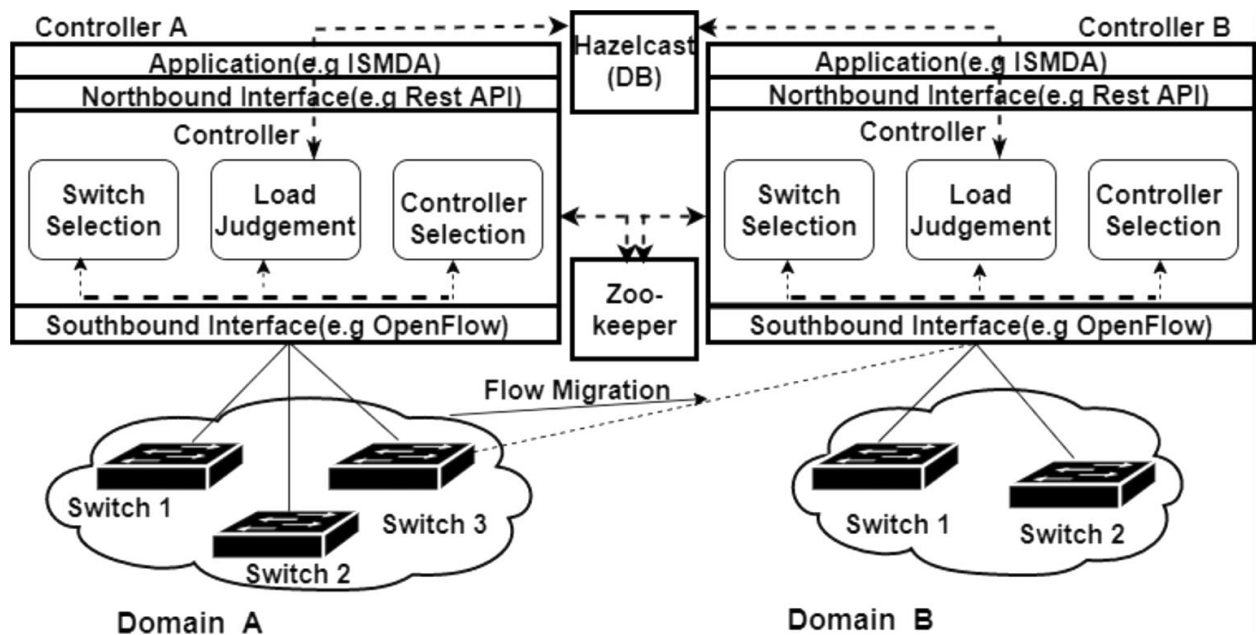 Controller A
Application(e.g ISMDA)
Northbound Interface(e.g Rest API)
Controller
Switch
Selection
Load
Judgement
Controller
Selection
Southbound Interface(e.g OpenFlow)
Hazelcast
(DB)
Zoo-
keeper
Controller B
Application(e.g ISMDA)
Northbound Interface(e.g Rest API)
Controller
Switch
Selection
Load
Judgement
Controller
Selection
Southbound Interface(e.g OpenFlow)
Flow Migration
Switch 1
Switch 2
Switch 3
Domain A
Switch 1
Switch 2
Domain B